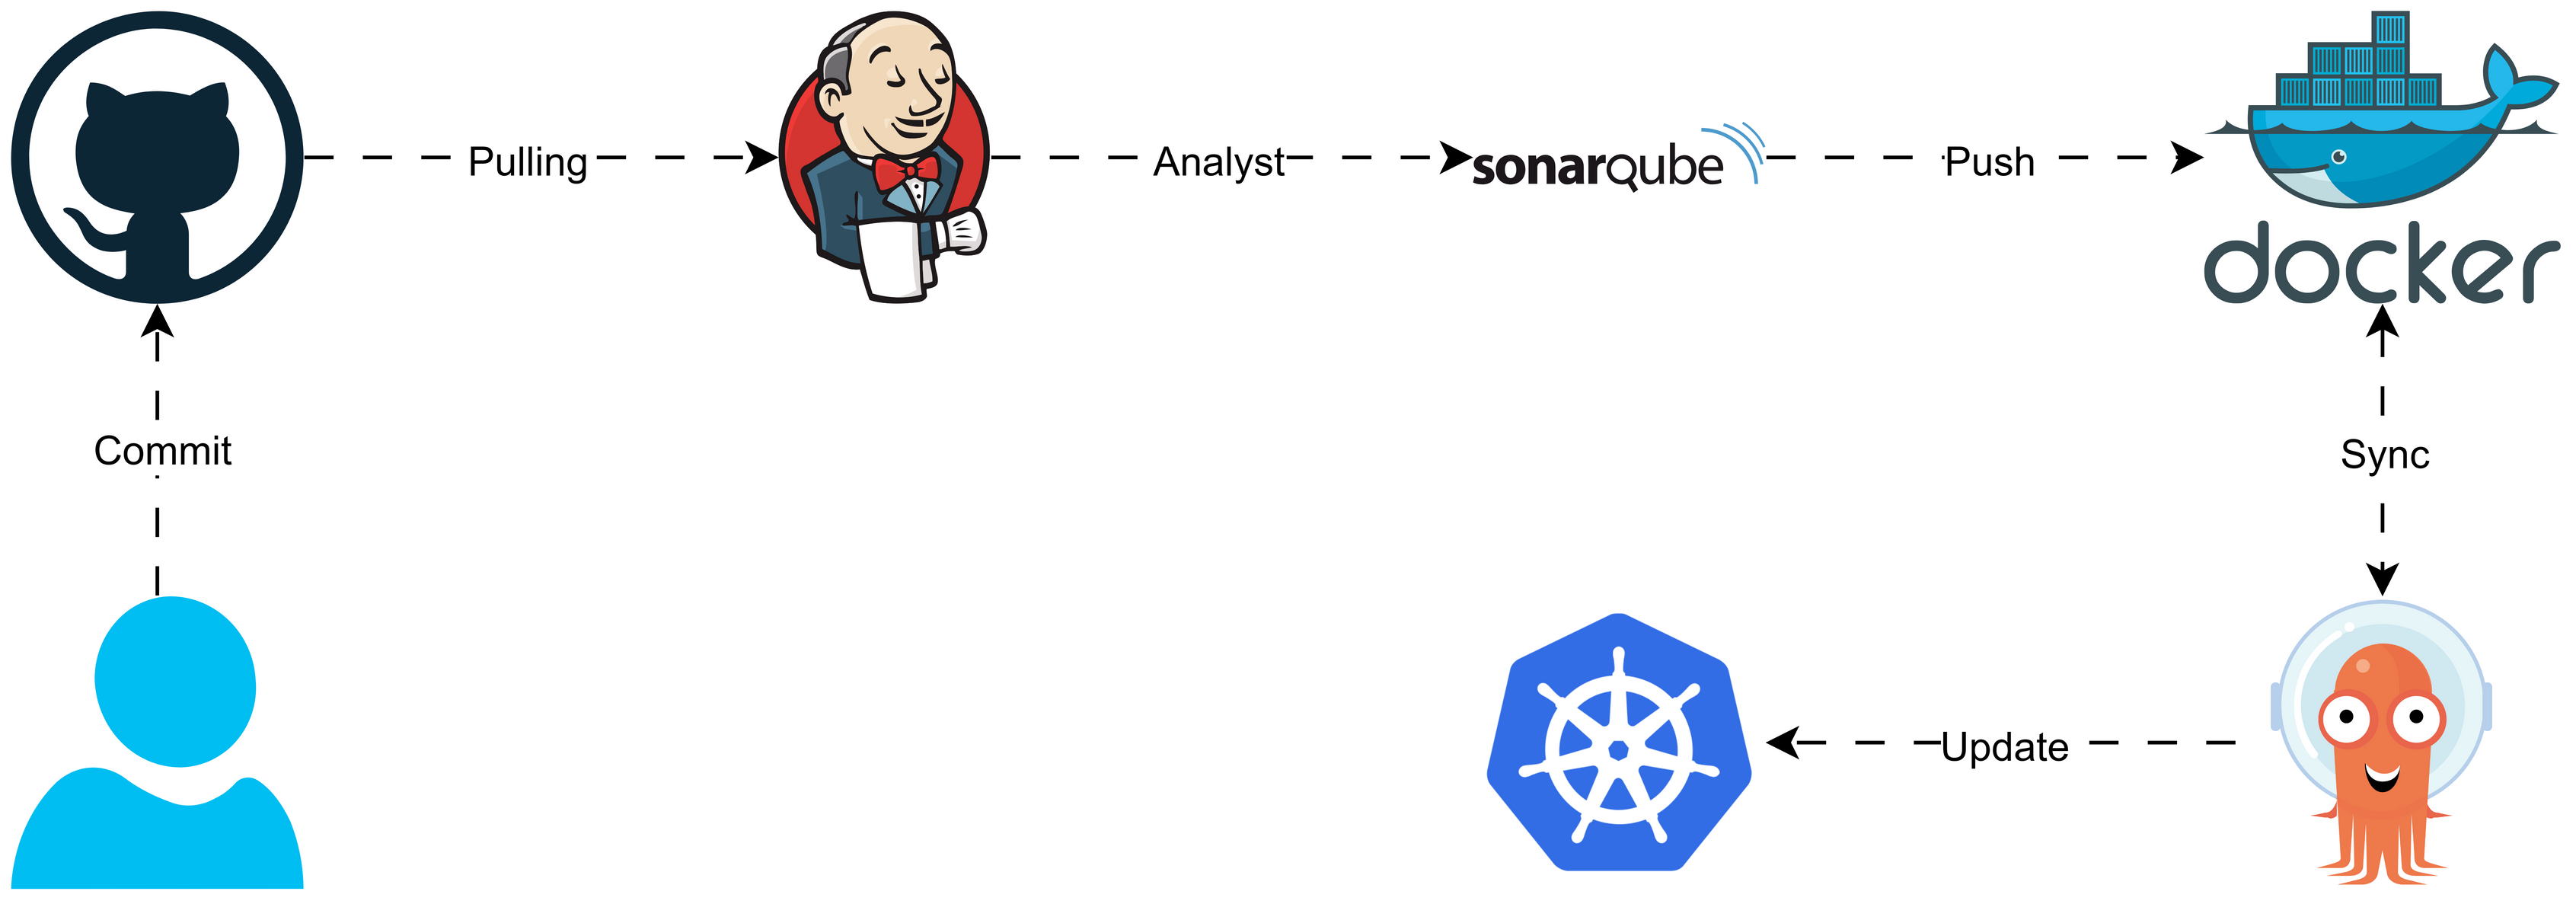 Pulling
Analyst
sonarqube
Push
docker
Commit
Sync
Update